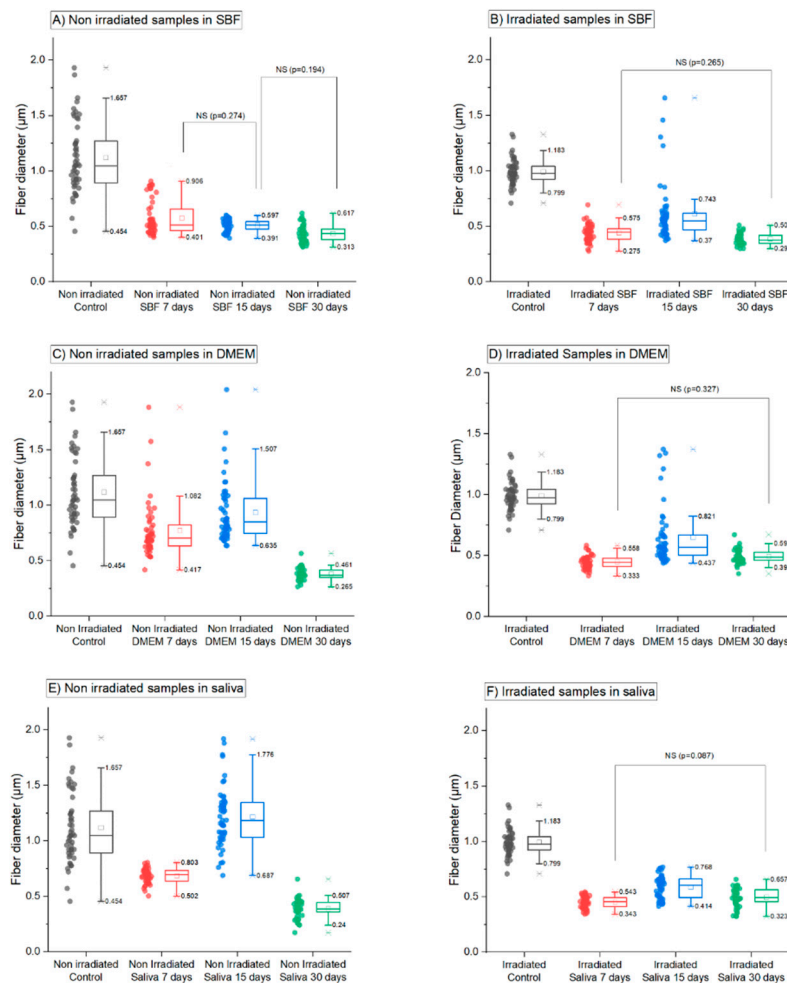 A) Non irradiated samples in SBF
Fiber diameter (µm)
2.0
1.5
1.0
0.5
0.0
1.657
0.454
0.906
0.401
0.597
0.391
0.617
0.313
NS (p=0.274)
NS (p=0.194)
Non irradiated Control
Non irradiated SBF 7 days
Non irradiated SBF 15 days
Non irradiated SBF 30 days
B) Irradiated samples in SBF
Fiber diameter (µm)
2.0
1.5
1.0
0.5
0.0
1.183
0.799
0.575
0.275
0.743
0.37
0.50
0.29
NS (p=0.265)
Irradiated Control
Irradiated SBF 7 days
Irradiated SBF 15 days
Irradiated SBF 30 days
C) Non irradiated samples in DMEM
Fiber Diameter (µm)
2.0
1.5
1.0
0.5
0.0
1.657
0.454
1.082
0.417
1.507
0.635
0.461
0.265
Non Irradiated Control
Non Irradiated DMEM 7 days
Non Irradiated DMEM 15 days
Non Irradiated DMEM 30 days
D) Irradiated Samples in DMEM
Fiber Diameter (µm)
2.0
1.5
1.0
0.5
0.0
1.183
0.799
0.558
0.333
0.821
0.437
0.59
0.39
NS (p=0.327)
Irradiated Control
Irradiated DMEM 7 days
Irradiated DMEM 15 days
Irradiated DMEM 30 days
E) Non irradiated samples in saliva
Fiber Diameter (µm)
2.0
1.5
1.0
0.5
0.0
1.657
0.454
0.803
0.502
1.776
0.687
0.507
0.24
Non irradiated Control
Non Irradiated Saliva 7 days
Non Irradiated Saliva 15 days
Non Irradiated Saliva 30 days
F) Irradiated samples in saliva
Fiber Diameter (µm)
2.0
1.5
1.0
0.5
0.0
1.183
0.799
0.543
0.343
0.768
0.414
0.657
0.323
NS (p=0.087)
Irradiated Control
Irradiated Saliva 7 days
Irradiated Saliva 15 days
Irradiated Saliva 30 days